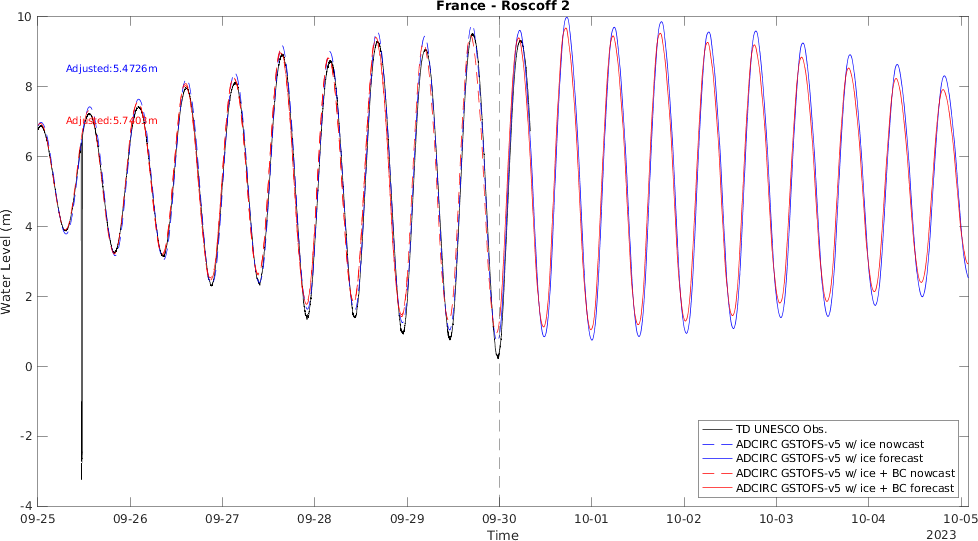 France - Roscoff 2
10
8
6
4
2
0
-2
-4
Water Level (m)
Adjusted:5.4726m
Adjusted:5.7403m
TD UNESCO Obs.
ADCIRC GSTOFS-v5 w/ ice nowcast
ADCIRC GSTOFS-v5 w/ ice forecast
ADCIRC GSTOFS-v5 w/ ice + BC nowcast
ADCIRC GSTOFS-v5 w/ ice + BC forecast
09-25
09-26
09-27
09-28
09-29
09-30
10-01
10-02
10-03
10-04
10-05
Time
2023